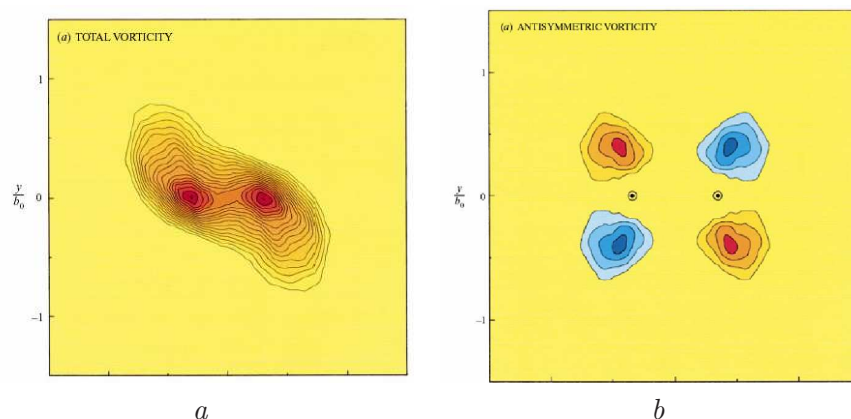 (a) TOTAL VORTICITY
1
y
b0
0
−1
a
(a) ANTISYMMETRIC VORTICITY
1
y
b0
0
−1
b